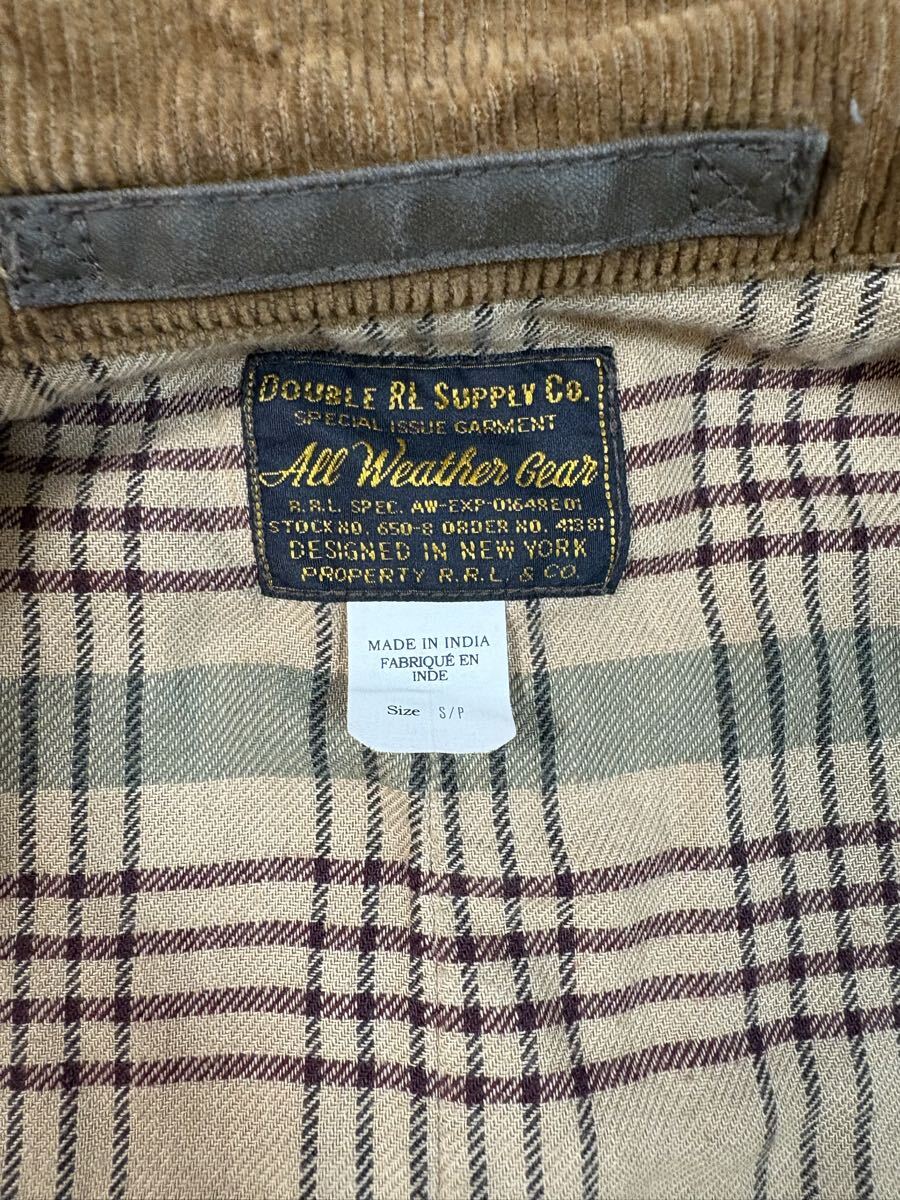 DOUBLE RL SUPPLY CO.
SPECIAL ISSUE GARMENT
All Weather Gear
R.R.L. SPEC. AW-EXP-01649E01
STOCK NO. 650-8 ORDER NO. 41381
DESIGNED IN NEW YORK
PROPERTY R.R.L. & CO.
MADE IN INDIA
FABRIQUÉ EN
INDE
Size S/P